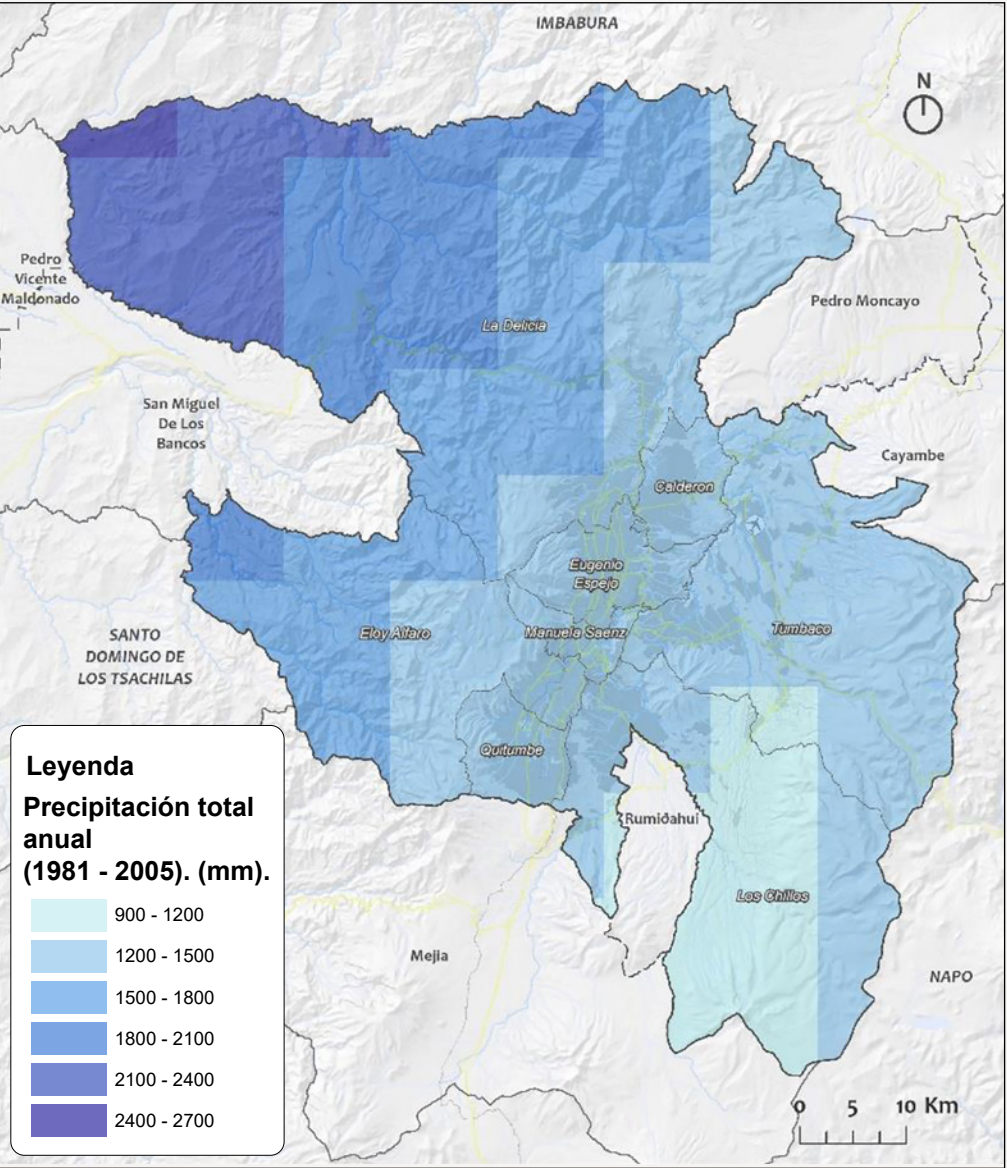 IMBABURA
N
Pedro
Vicente
Maldonado
La Delicia
Pedro Moncayo
San Miguel
De Los
Bancos
Cayambe
Calderon
Eugenio
Espejo
SANTO
DOMINGO DE
LOS TSACHILAS
Eloy Alfaro
Manuela Saenz
Tumbaco
Quitumbe
Rumiðahui
Los Chillos
Mejia
NAPO
Leyenda
Precipitación total
anual
(1981 - 2005). (mm).
900 - 1200
1200 - 1500
1500 - 1800
1800 - 2100
2100 - 2400
2400 - 2700
0 5 10 Km